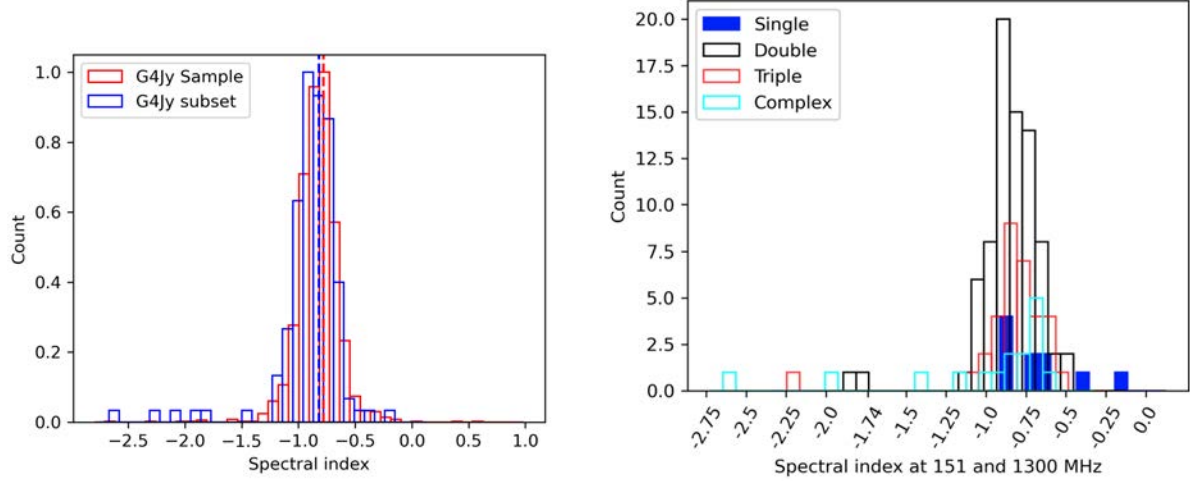 G4Jy Sample
G4Jy subset
1.0
0.8
0.6
0.4
0.2
0.0
Count
−2.5 −2.0 −1.5 −1.0 −0.5 0.0 0.5 1.0
Spectral index
Single
Double
Triple
Complex
20.0
17.5
15.0
12.5
10.0
7.5
5.0
2.5
0.0
Count
-2.75 -2.5 -2.25 -2.0 -1.74 -1.5 -1.25 -1.0 -0.75 -0.5 -0.25 0.0
Spectral index at 151 and 1300 MHz